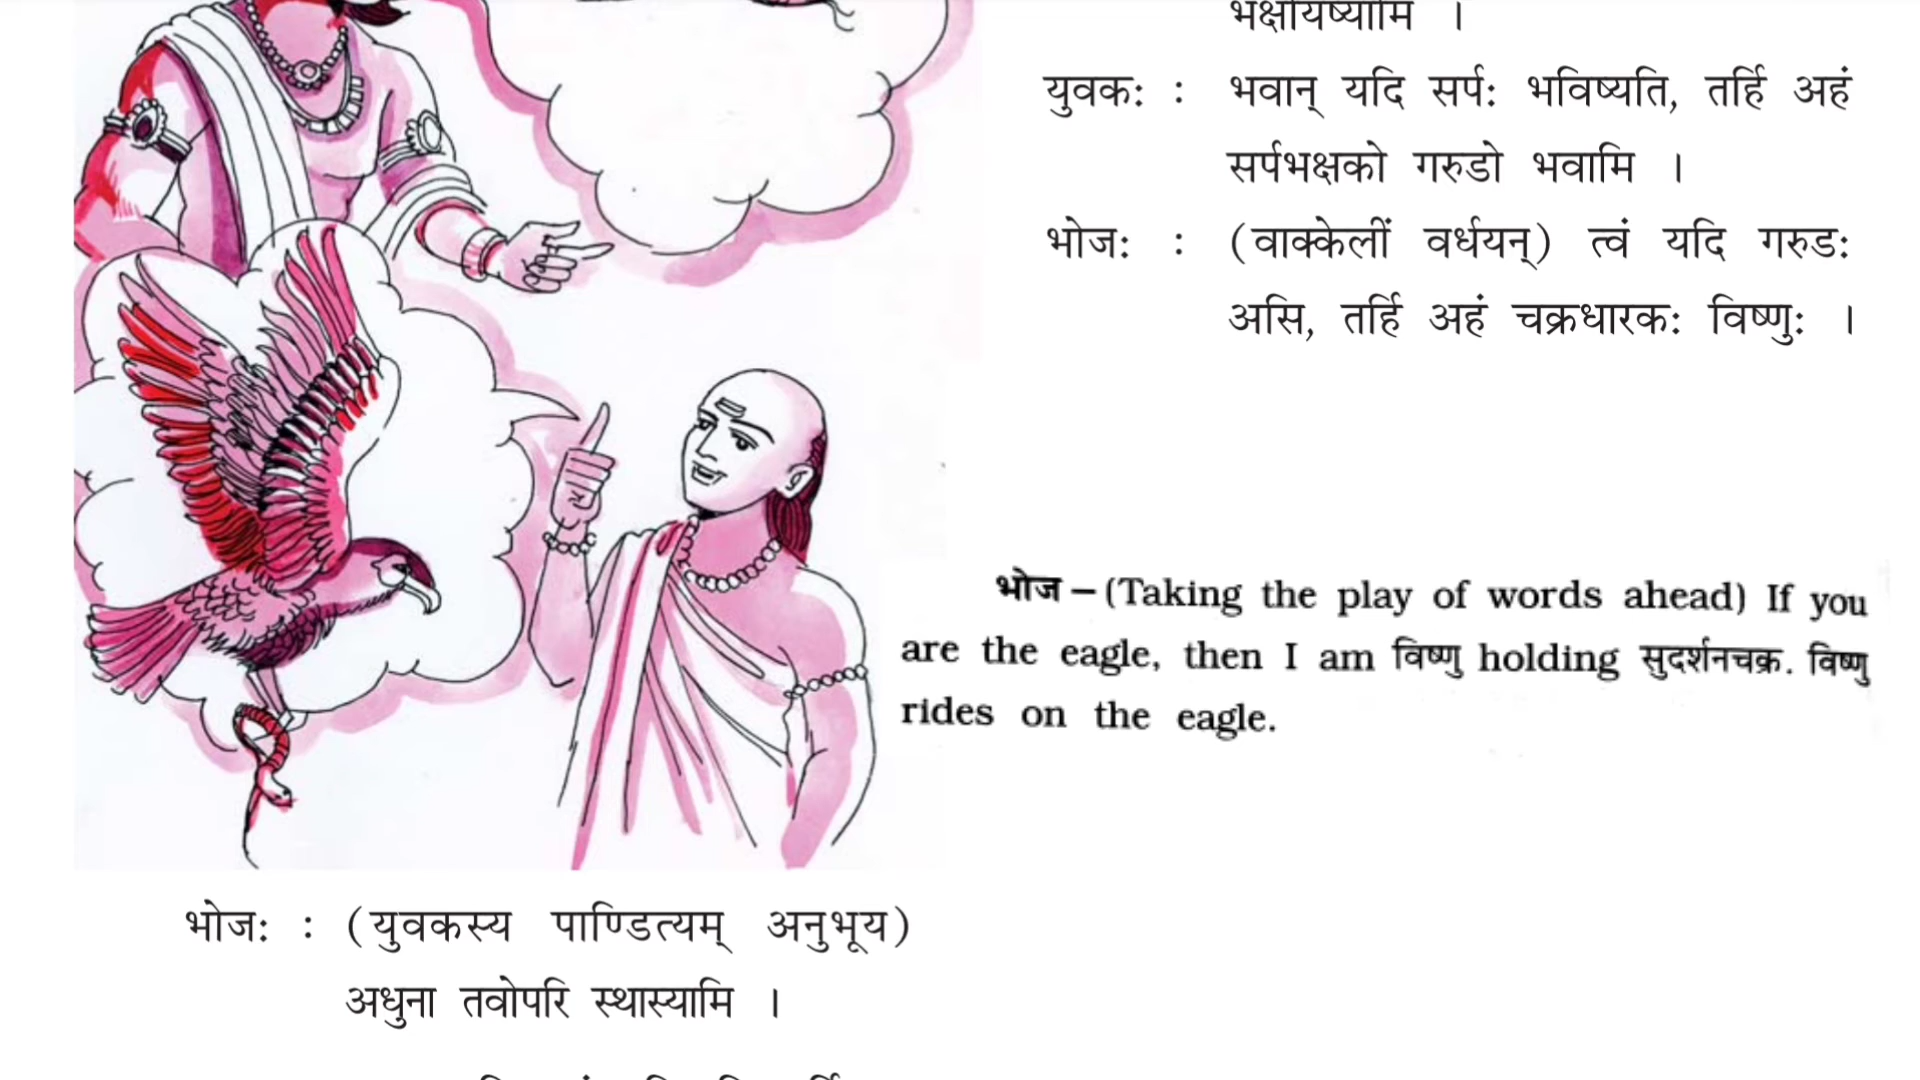 भक्षयिष्यामि ।
युवकः : भवान् यदि सर्पः भविष्यति, तर्हि अहं
सर्पभक्षको गरुडो भवामि ।
भोजः : (वाक्केलीं वर्धयन्) त्वं यदि गरुडः
असि, तर्हि अहं चक्रधारकः विष्णुः ।
भोज – (Taking the play of words ahead) If you
are the eagle, then I am विष्णु holding सुदर्शनचक्र. विष्णु
rides on the eagle.
भोजः : (युवकस्य पाण्डित्यम् अनुभूय)
अधुना तवोपरि स्थास्यामि ।